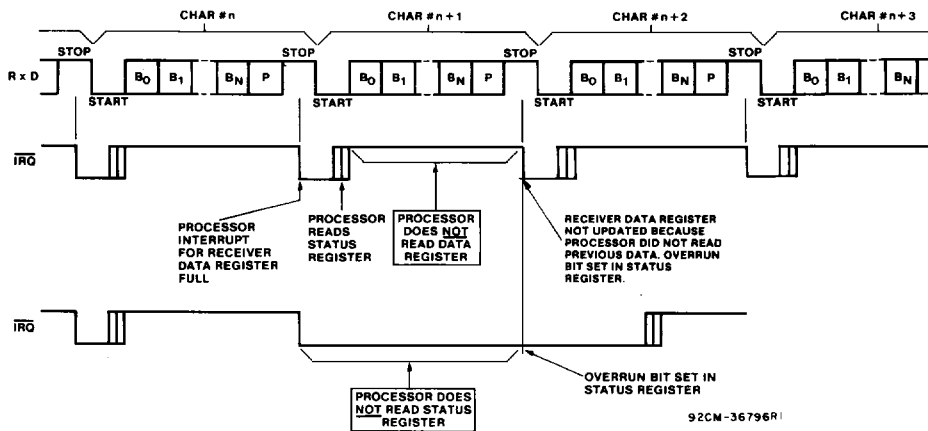 CHAR #n CHAR #n+1 CHAR #n+2 CHAR #n+3
STOP STOP STOP STOP
R x D B0 B1 BN P B0 B1 BN P B0 B1 BN P B0 B1 BN
START START START START
IRQ
PROCESSOR
INTERRUPT
FOR RECEIVER
DATA REGISTER
FULL
PROCESSOR
READS
STATUS
REGISTER
PROCESSOR
DOES NOT
READ DATA
REGISTER
RECEIVER DATA REGISTER
NOT UPDATED BECAUSE
PROCESSOR DID NOT READ
PREVIOUS DATA. OVERRUN
BIT SET IN STATUS
REGISTER.
IRQ
PROCESSOR DOES
NOT READ STATUS
REGISTER
OVERRUN BIT SET IN
STATUS REGISTER
92CM-36796RI